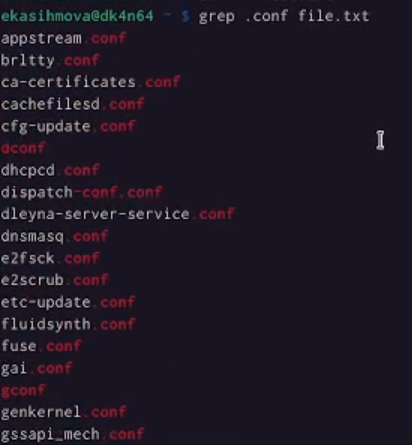 ekasihmova@dk4n64 ~ $ grep .conf file.txt
appstream.conf
brltty.conf
ca-certificates.conf
cachefilesd.conf
cfg-update.conf
dconf
dhcpcd.conf
dispatch-conf.conf
dleyna-server-service.conf
dnsmasq.conf
e2fsck.conf
e2scrub.conf
etc-update.conf
fluidsynth.conf
fuse.conf
gai.conf
gconf
genkernel.conf
gssapi_mech.conf